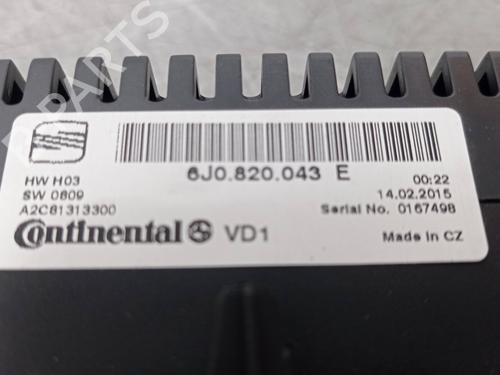 B PARTS
6J0.820.043 E
HW H03
00:22
SW 0809
14.02.2015
A2C81313300
Serial No. 0167498
Continental VD1
Made in CZ